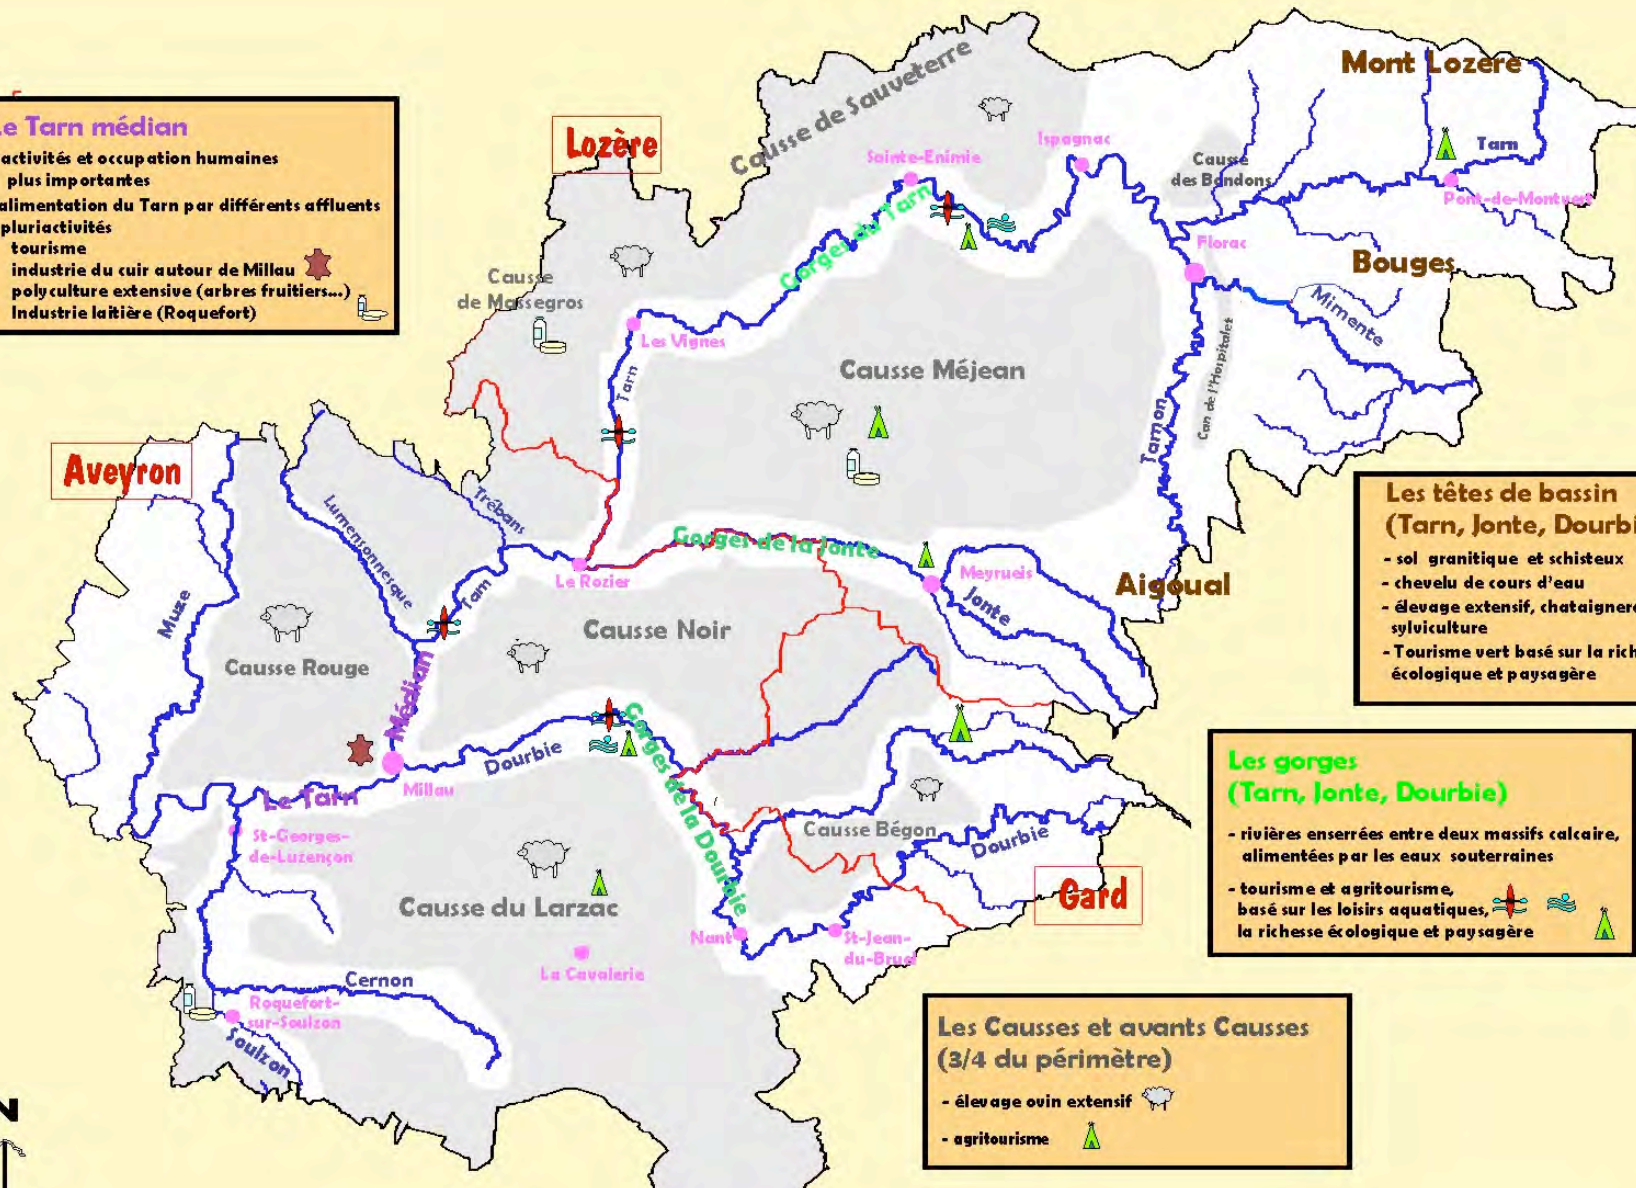 Le Tarn médian
activités et occupation humaines
plus importantes
alimentation du Tarn par différents affluents
pluriactivités
tourisme
industrie du cuir autour de Millau
polyculture extensive (arbres fruitiers...)
Industrie laitière (Roquefort)
Lozère
Aveyron
Gard
Mont Lozère
Bouges
Aigoual
Causse de Sauveterre
Causse
des Bondons
Causse
de Massegros
Causse Méjean
Can de l'Hospitalet
Causse Noir
Causse Rouge
Causse Bégon
Causse du Larzac
Ispagnac
Sainte-Enimie
Pont-de-Montvert
Florac
Les Vignes
Le Rozier
Meyrueis
Millau
St-Georges-
de-Luzençon
Nant
St-Jean-
du-Bruel
La Cavalerie
Roquefort-
sur-Soulzon
Gorges du Tarn
Gorges de la Jonte
Gorges de la Dourbie
Tarn
Mimente
Tarnon
Tarn
Trébans
Lumensonnesque
Tarn
Muze
Jonte
Médian
Le Tarn
Dourbie
Dourbie
Cernon
Soulzon
Les têtes de bassin
(Tarn, Jonte, Dourbi
- sol granitique et schisteux
- chevelu de cours d'eau
- élevage extensif, chataigner
sylviculture
- Tourisme vert basé sur la rich
écologique et paysagère
Les gorges
(Tarn, Jonte, Dourbie)
- rivières enserrées entre deux massifs calcaire,
alimentées par les eaux souterraines
- tourisme et agritourisme,
basé sur les loisirs aquatiques,
la richesse écologique et paysagère
Les Causses et avants Causses
(3/4 du périmètre)
- élevage ovin extensif
- agritourisme
N